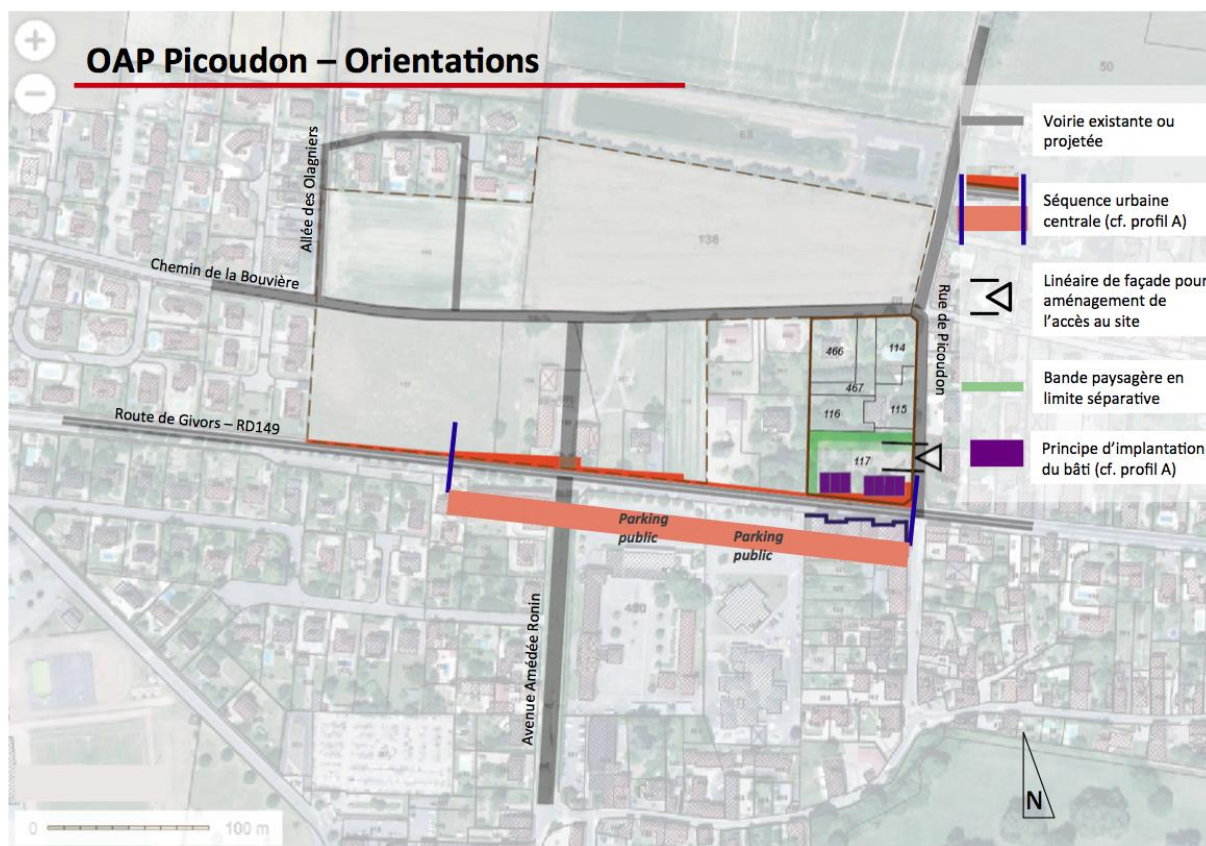 OAP Picoudon – Orientations
50
68
Allée des Olagniers
Voirie existante ou
projetée
Séquence urbaine
centrale (cf. profil A)
138
Chemin de la Bouvière
Rue de Picoudon
Linéaire de façade pour
aménagement de
l'accès au site
466
114
467
116
115
Bande paysagère en
limite séparative
Route de Givors – RD149
117
Principe d'implantation
du bâti (cf. profil A)
Parking
public
Parking
public
Avenue Amédée Ronin
N
0
100 m